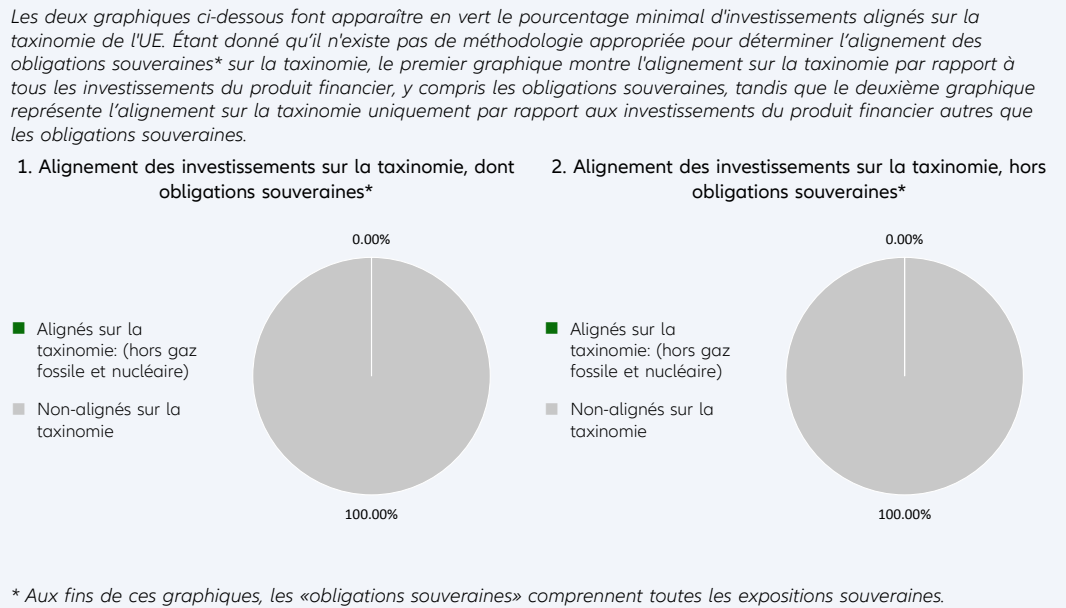 Les deux graphiques ci-dessous font apparaître en vert le pourcentage minimal d'investissements alignés sur la
taxinomie de l'UE. Étant donné qu’il n'existe pas de méthodologie appropriée pour déterminer l’alignement des
obligations souveraines* sur la taxinomie, le premier graphique montre l'alignement sur la taxinomie par rapport à
tous les investissements du produit financier, y compris les obligations souveraines, tandis que le deuxième graphique
représente l’alignement sur la taxinomie uniquement par rapport aux investissements du produit financier autres que
les obligations souveraines.
1. Alignement des investissements sur la taxinomie, dont
obligations souveraines*
0.00%
Alignés sur la
taxinomie: (hors gaz
fossile et nucléaire)
Non-alignés sur la
taxinomie
100.00%
2. Alignement des investissements sur la taxinomie, hors
obligations souveraines*
0.00%
Alignés sur la
taxinomie: (hors gaz
fossile et nucléaire)
Non-alignés sur la
taxinomie
100.00%
* Aux fins de ces graphiques, les «obligations souveraines» comprennent toutes les expositions souveraines.